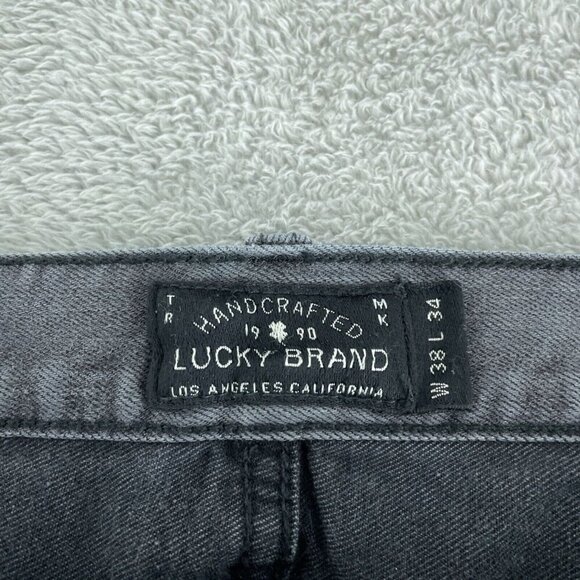 TR MK
HANDCRAFTED
19 90
LUCKY BRAND
LOS ANGELES CALIFORNIA
W 38 L 34